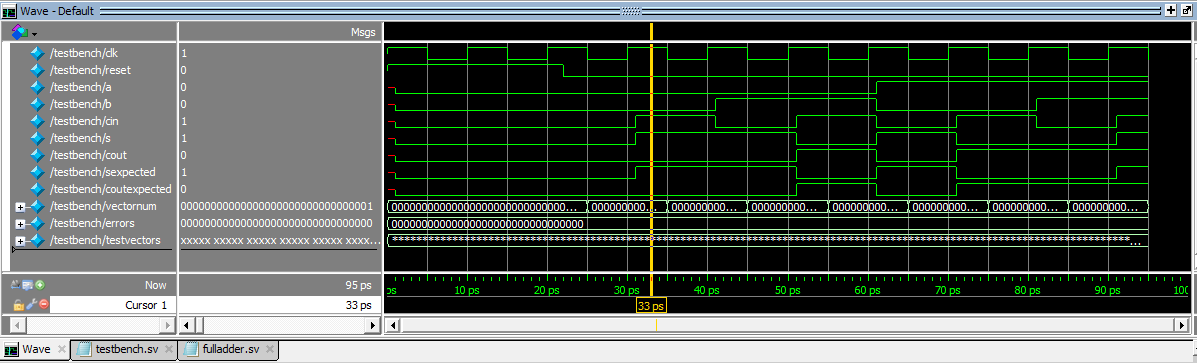 Wave - Default
Msgs
/testbench/clk 1
/testbench/reset 0
/testbench/a 0
/testbench/b 0
/testbench/cin 1
/testbench/s 1
/testbench/cout 0
/testbench/sexpected 1
/testbench/coutexpected 0
/testbench/vectornum 00000000000000000000000000000001 00000000000000000000000000... 000000000... 000000000... 000000000... 000000000... 000000000... 000000000... 000000000...
/testbench/errors 00000000000000000000000000000000 00000000000000000000000000000000
/testbench/testvectors xxxxx xxxxx xxxxx xxxxx xxxxx xxxx...
Now 95 ps ps 10 ps 20 ps 30 ps 40 ps 50 ps 60 ps 70 ps 80 ps 90 ps 100
Cursor 1 33 ps 33 ps
Wave testbench.sv fulladder.sv